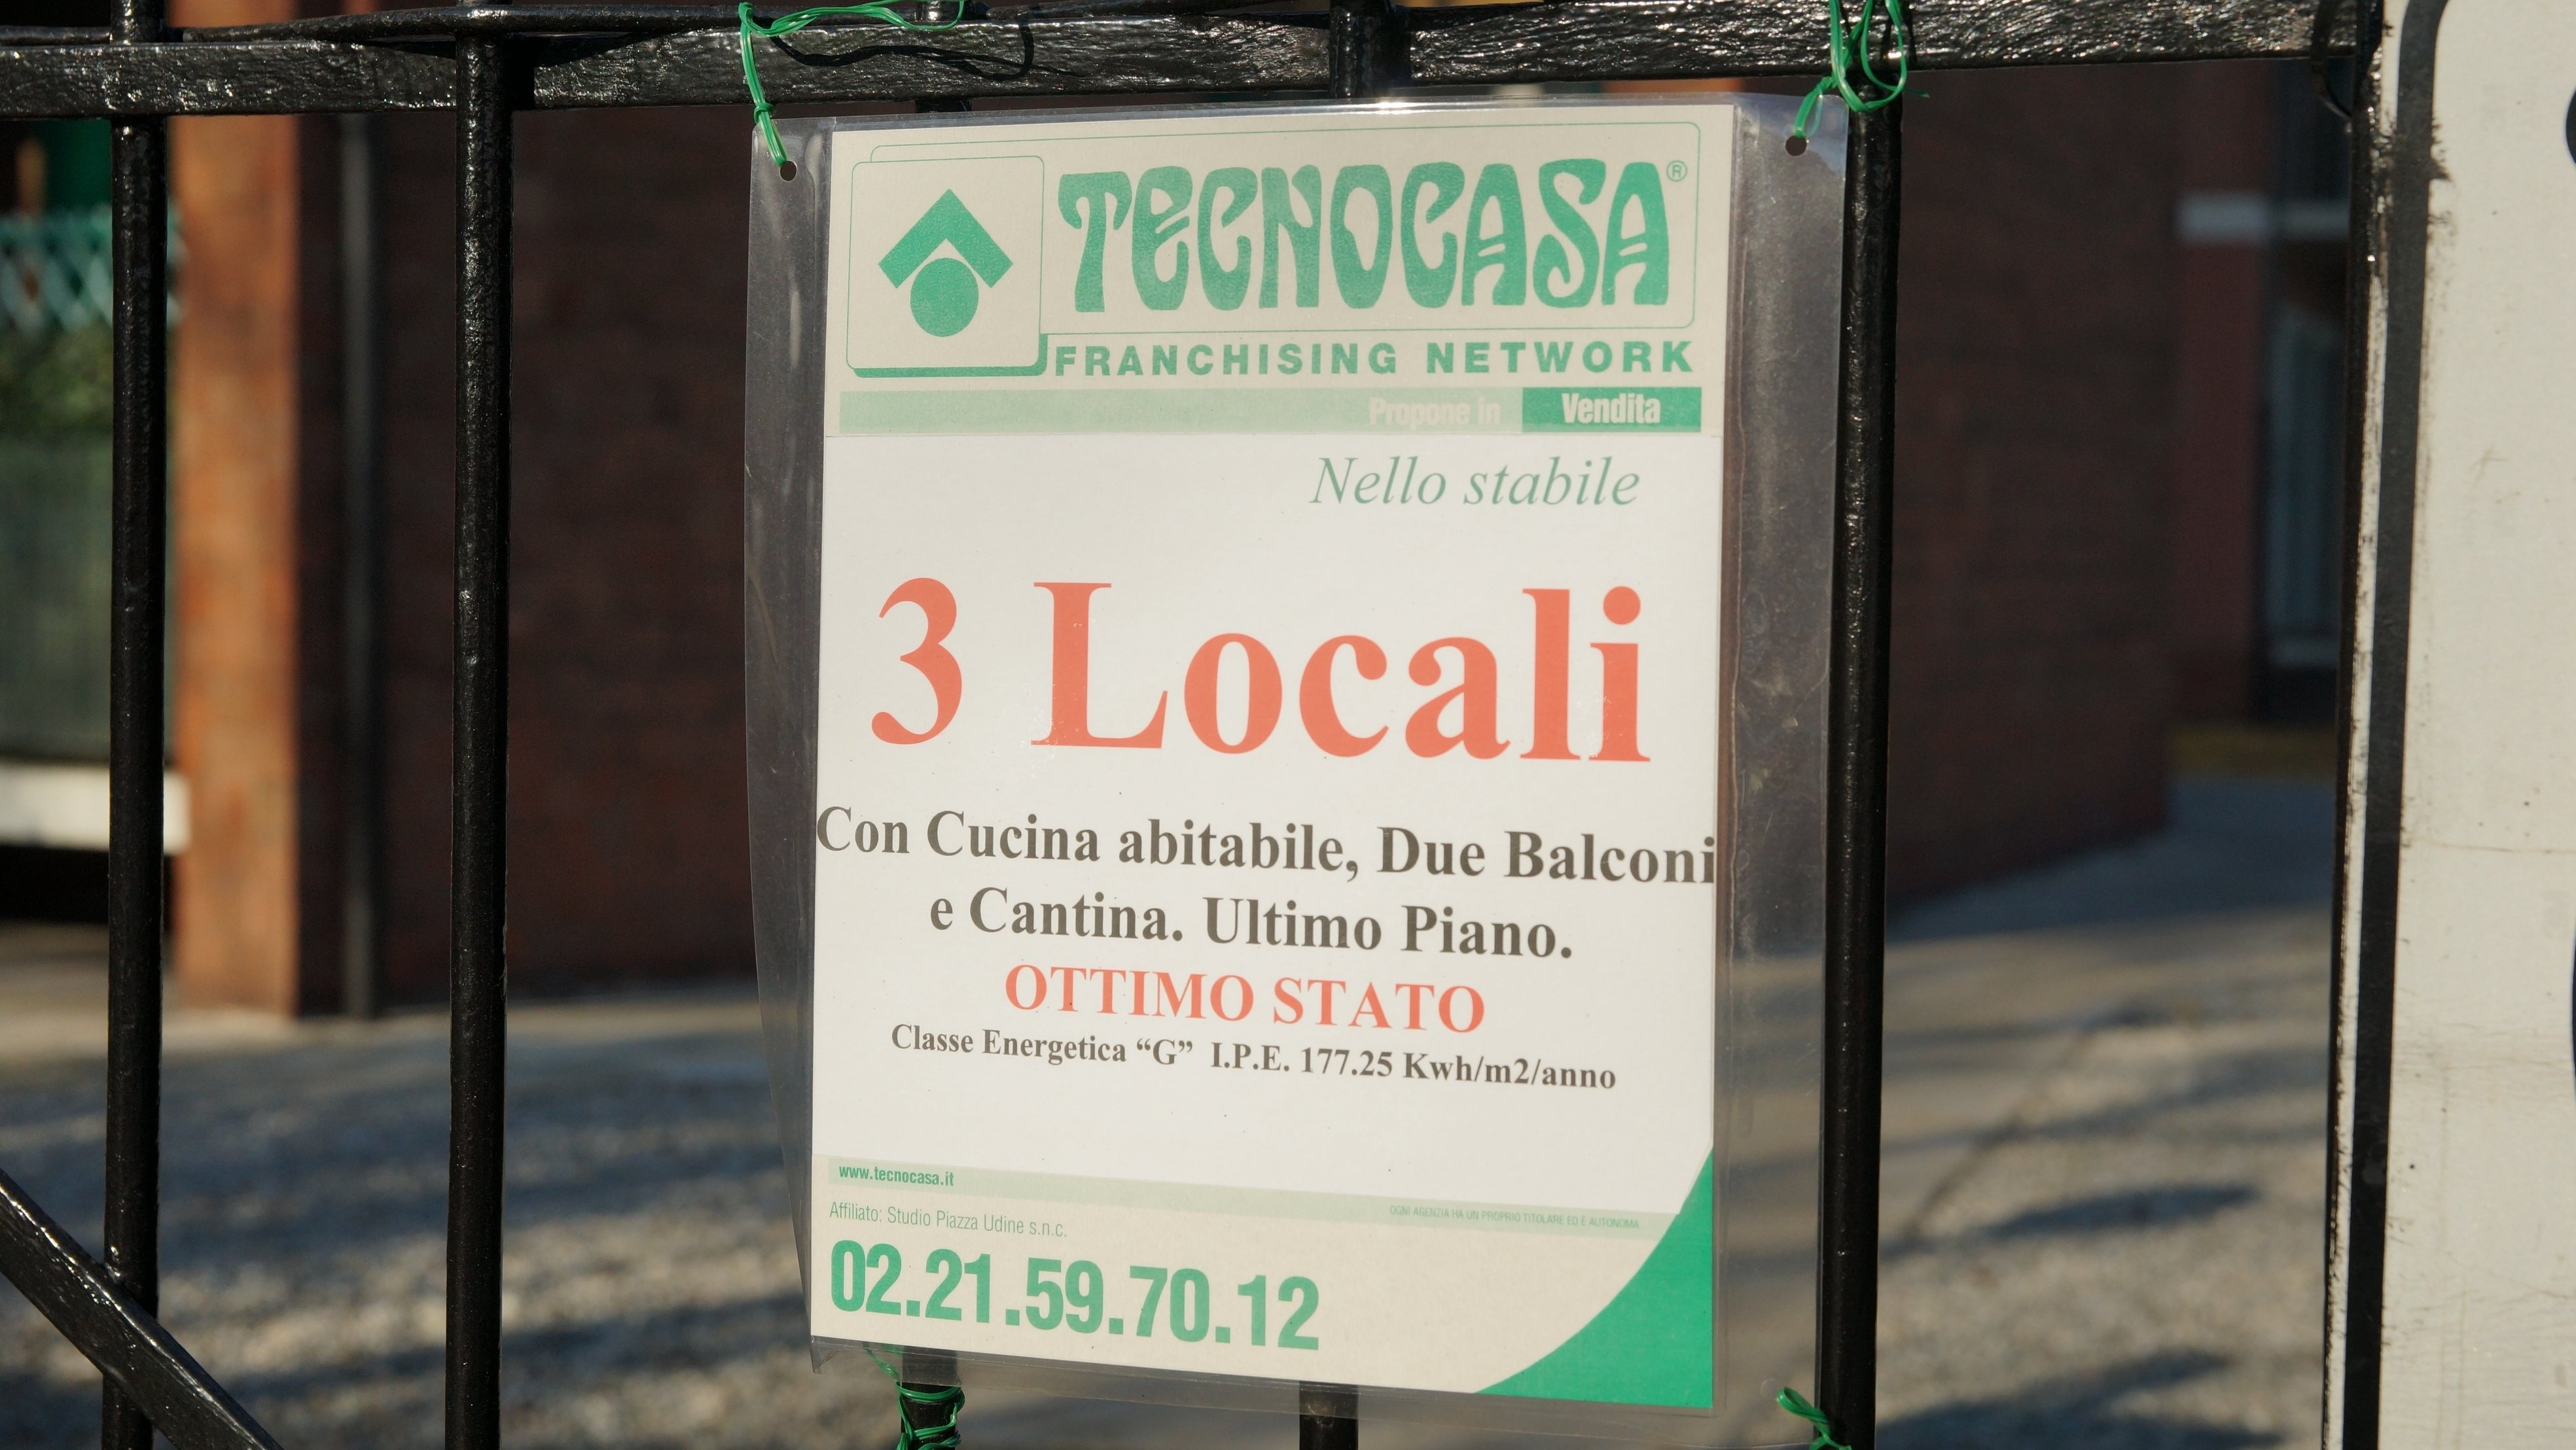 TECNOCASA®
FRANCHISING NETWORK
Propone in Vendita
Nello stabile
3 Locali
Con Cucina abitabile, Due Balconi
e Cantina. Ultimo Piano.
OTTIMO STATO
Classe Energetica “G” I.P.E. 177.25 Kwh/m2/anno
www.tecnocasa.it
OGNI AGENZIA HA UN PROPRIO TITOLARE ED È AUTONOMA
Affiliato: Studio Piazza Udine s.n.c.
02.21.59.70.12